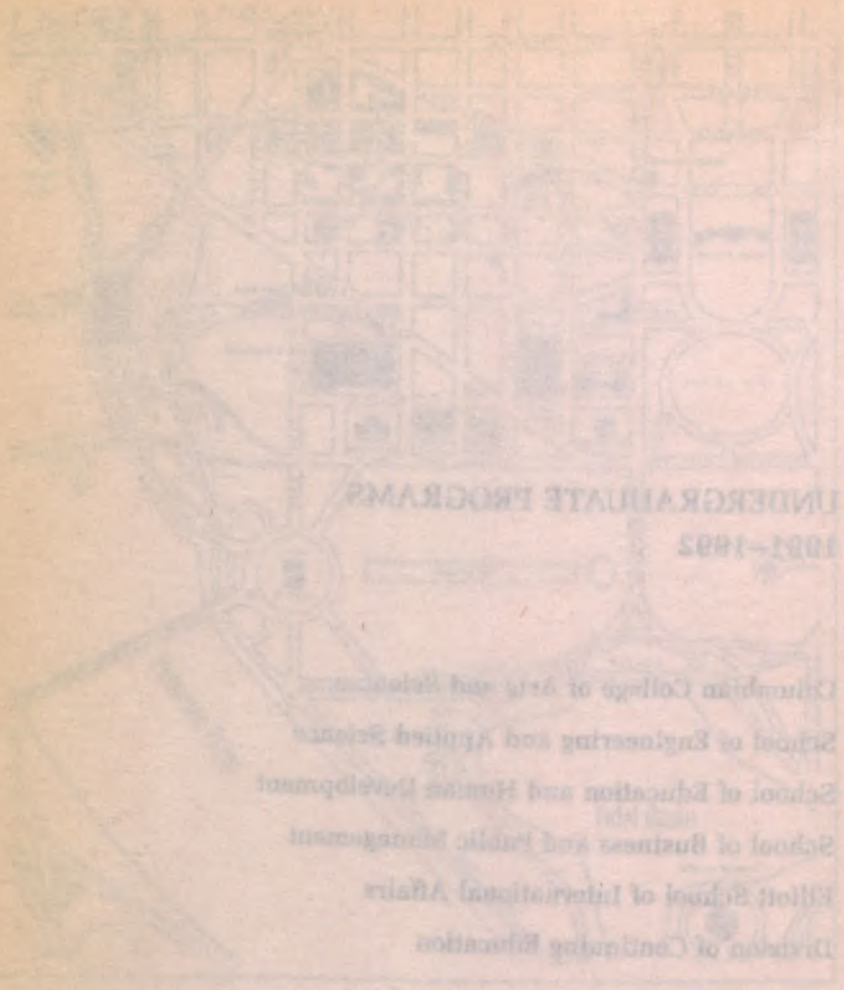 UNDERGRADUATE PROGRAMS
1991–1992
Columbian College of Arts and Sciences
School of Engineering and Applied Science
School of Education and Human Development
School of Business and Public Management
Elliott School of International Affairs
Division of Continuing Education